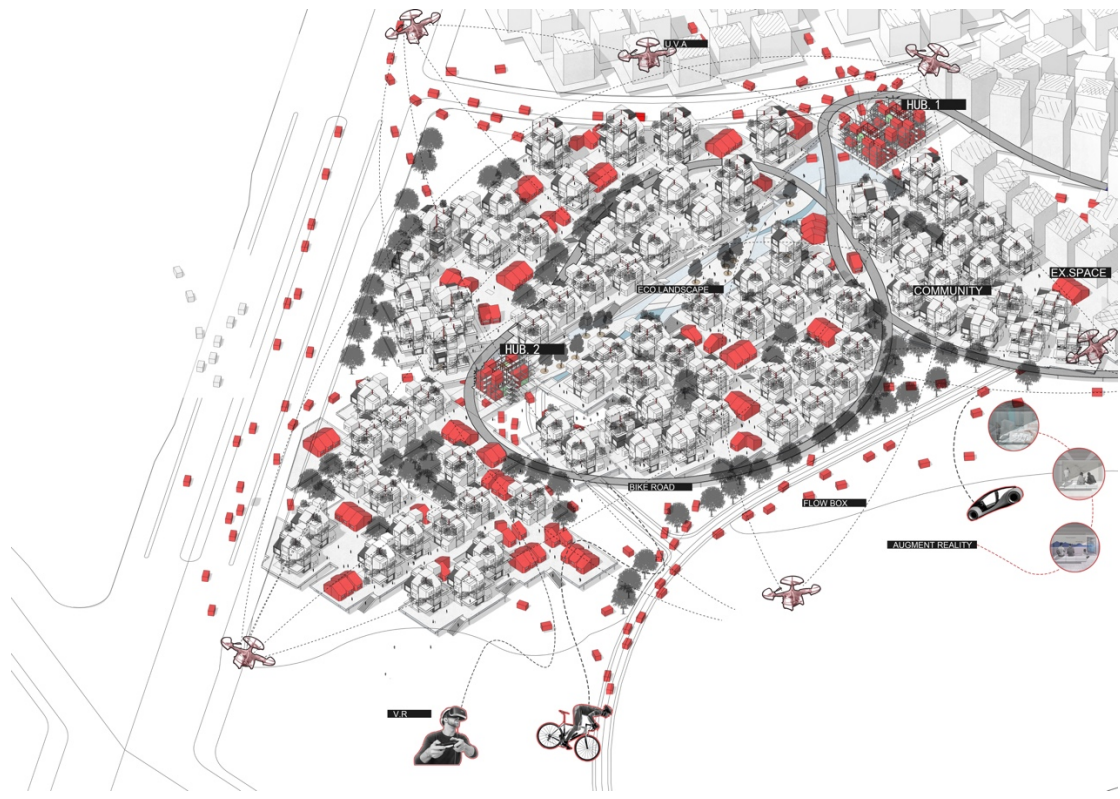 U.V.A
HUB. 1
EX.SPACE
COMMUNITY
ECO.LANDSCAPE
HUB. 2
BIKE ROAD
FLOW BOX
AUGMENT REALITY
V.R